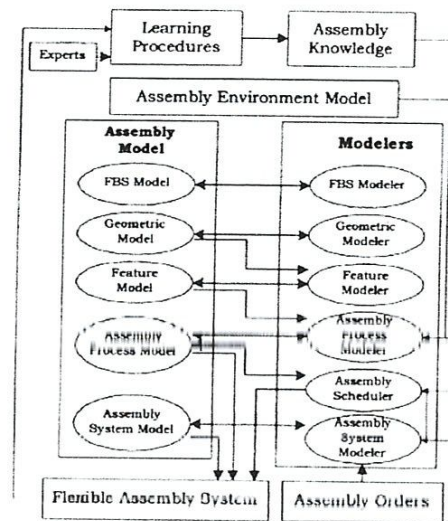 Learning
Procedures
Assembly
Knowledge
Experts
Assembly Environment Model
Assembly
Model
Modelers
FBS Model
FBS Modeler
Geometric
Model
Geometric
Modeler
Feature
Model
Feature
Modeler
Assembly
Process Model
Assembly
Process
Modeler
Assembly
Scheduler
Assembly
System Model
Assembly
System
Modeler
Flexible Assembly System
Assembly Orders